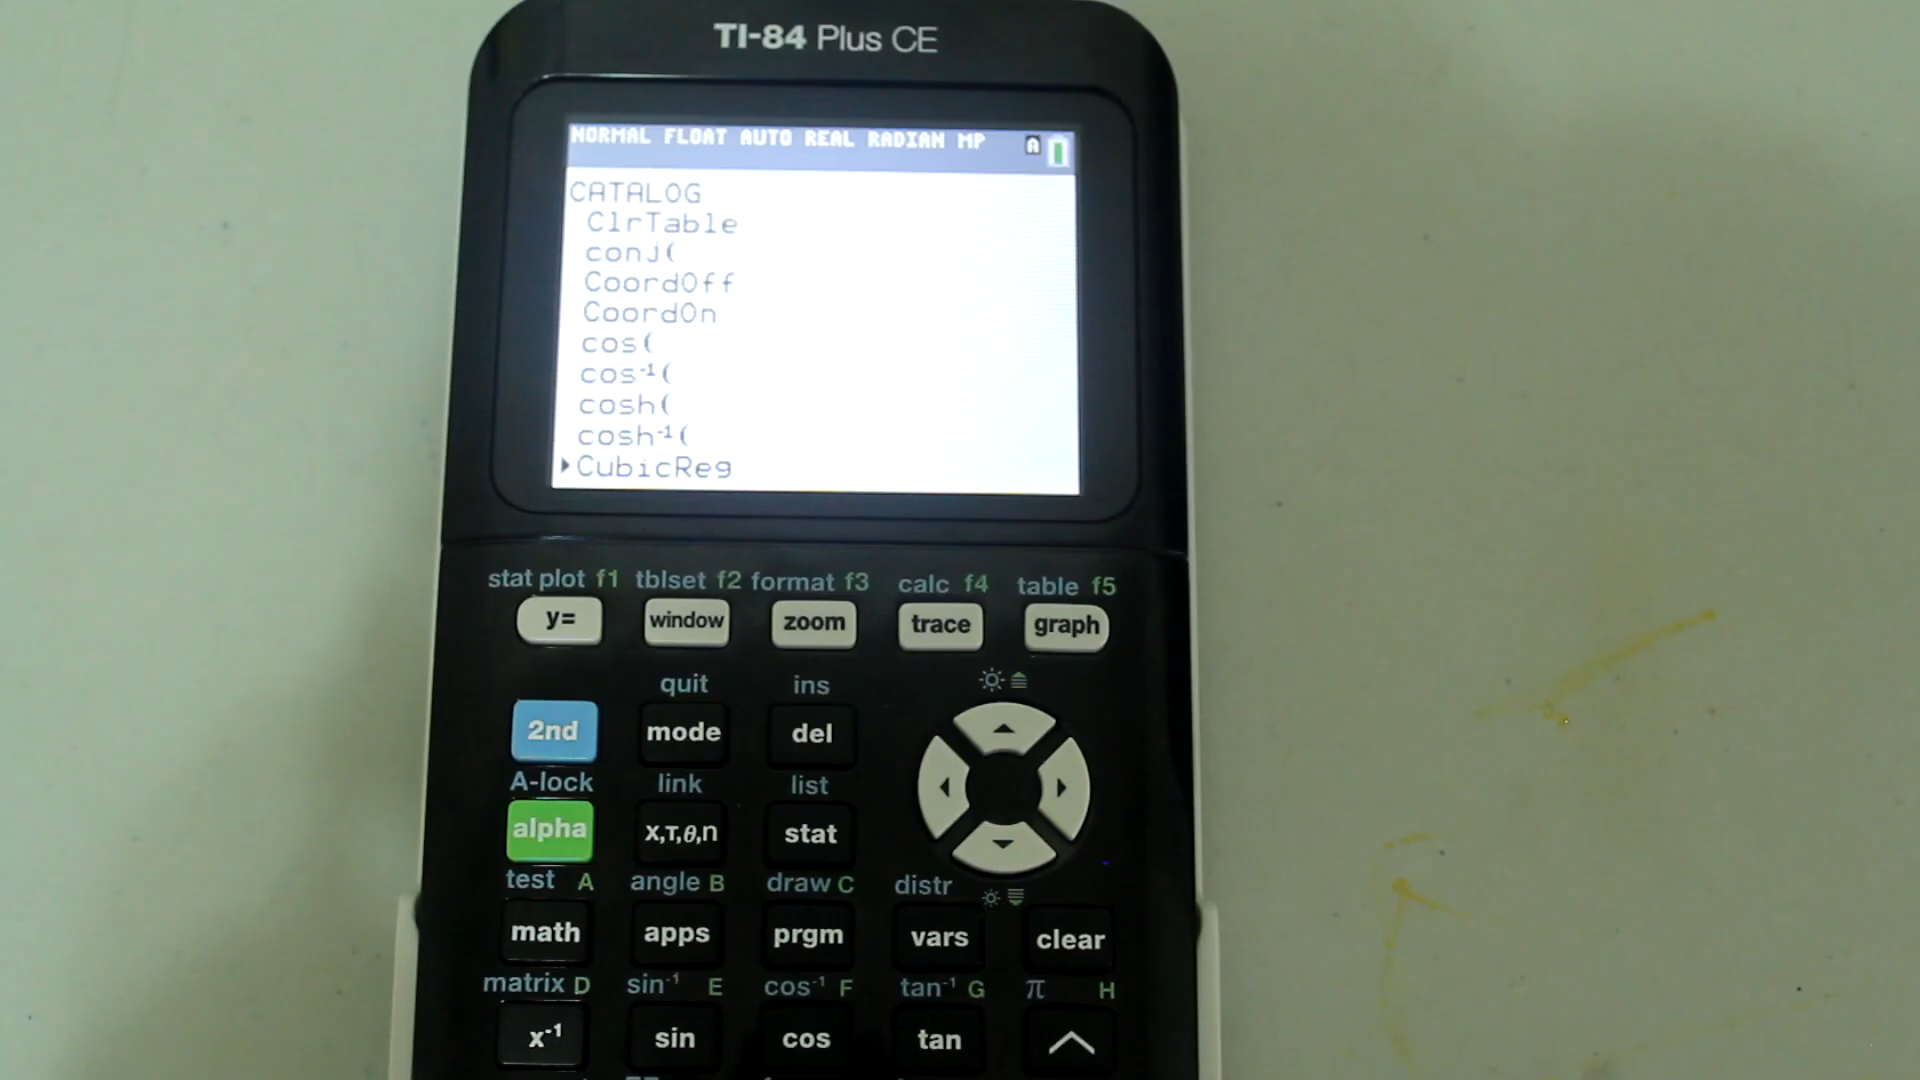 TI-84 Plus CE
NORMAL FLOAT AUTO REAL RADIAN MP A
CATALOG
ClrTable
conj(
CoordOff
CoordOn
cos(
cos⁻¹(
cosh(
cosh⁻¹(
CubicReg
stat plot f1 tblset f2 format f3 calc f4 table f5
y= window zoom trace graph
quit ins
2nd mode del
A-lock link list
alpha X,T,θ,n stat
test A angle B draw C distr
math apps prgm vars clear
matrix D sin⁻¹ E cos⁻¹ F tan⁻¹ G π H
x⁻¹ sin cos tan ^